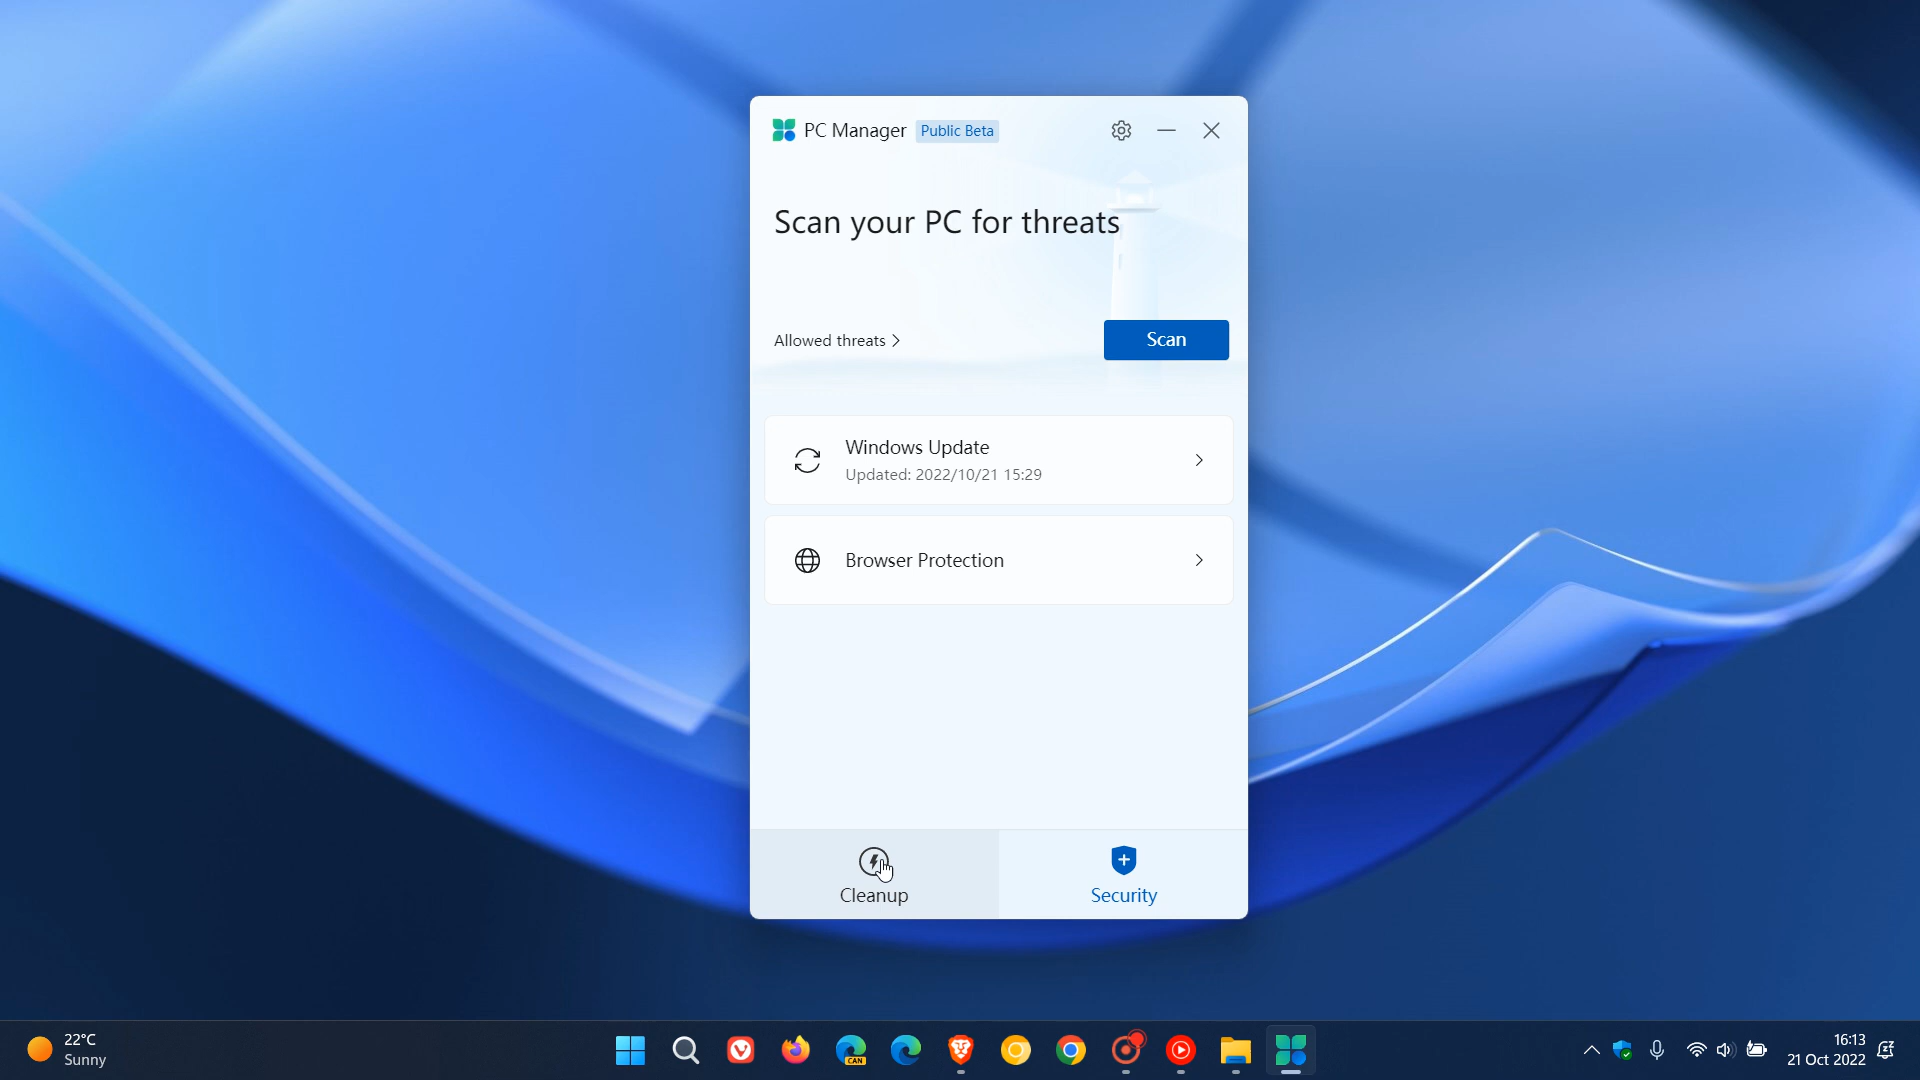 PC Manager Public Beta
Scan your PC for threats
Allowed threats
Scan
Windows Update
Updated: 2022/10/21 15:29
Browser Protection
Cleanup
Security
22°C
Sunny
CAN
16:13
21 Oct 2022